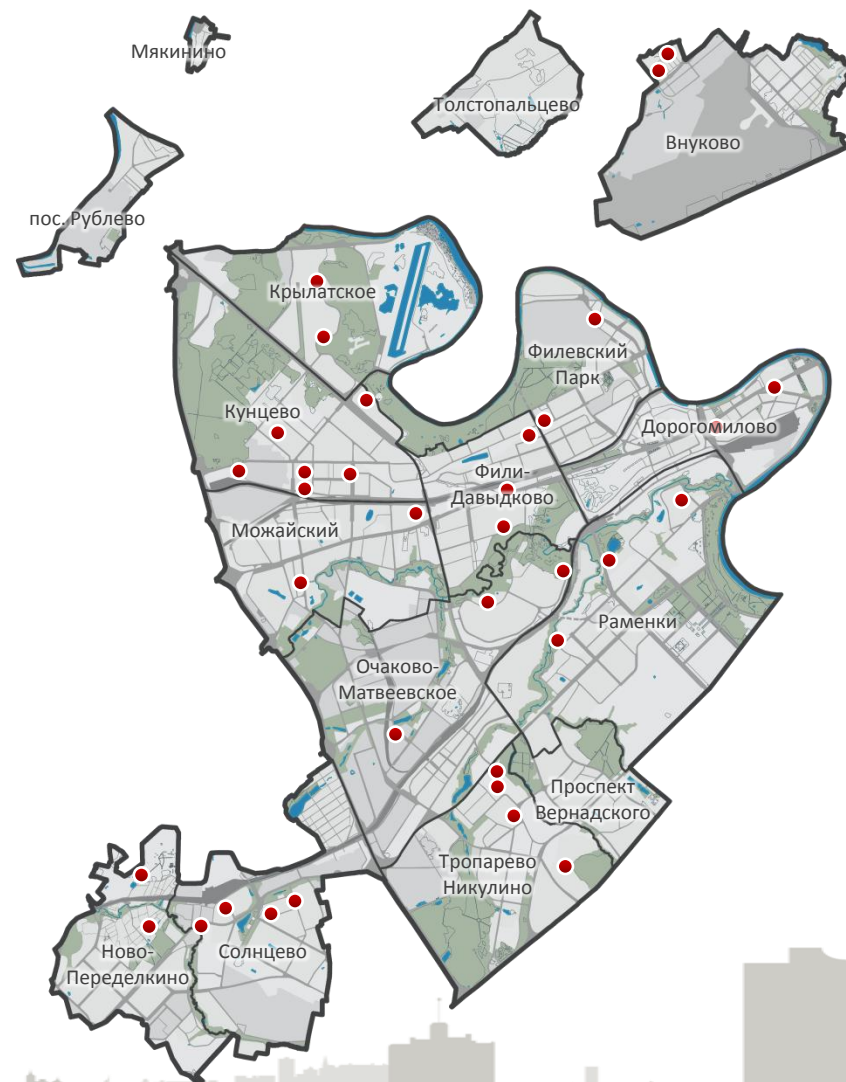 Мякинино
Толстопальцево
Внуково
пос. Рублево
Крылатское
Филевский
Парк
Кунцево
Дорогомилово
Фили-
Давыдково
Можайский
Раменки
Очаково-
Матвеевское
Проспект
Вернадского
Тропарево
Никулино
Ново-
Переделкино
Солнцево